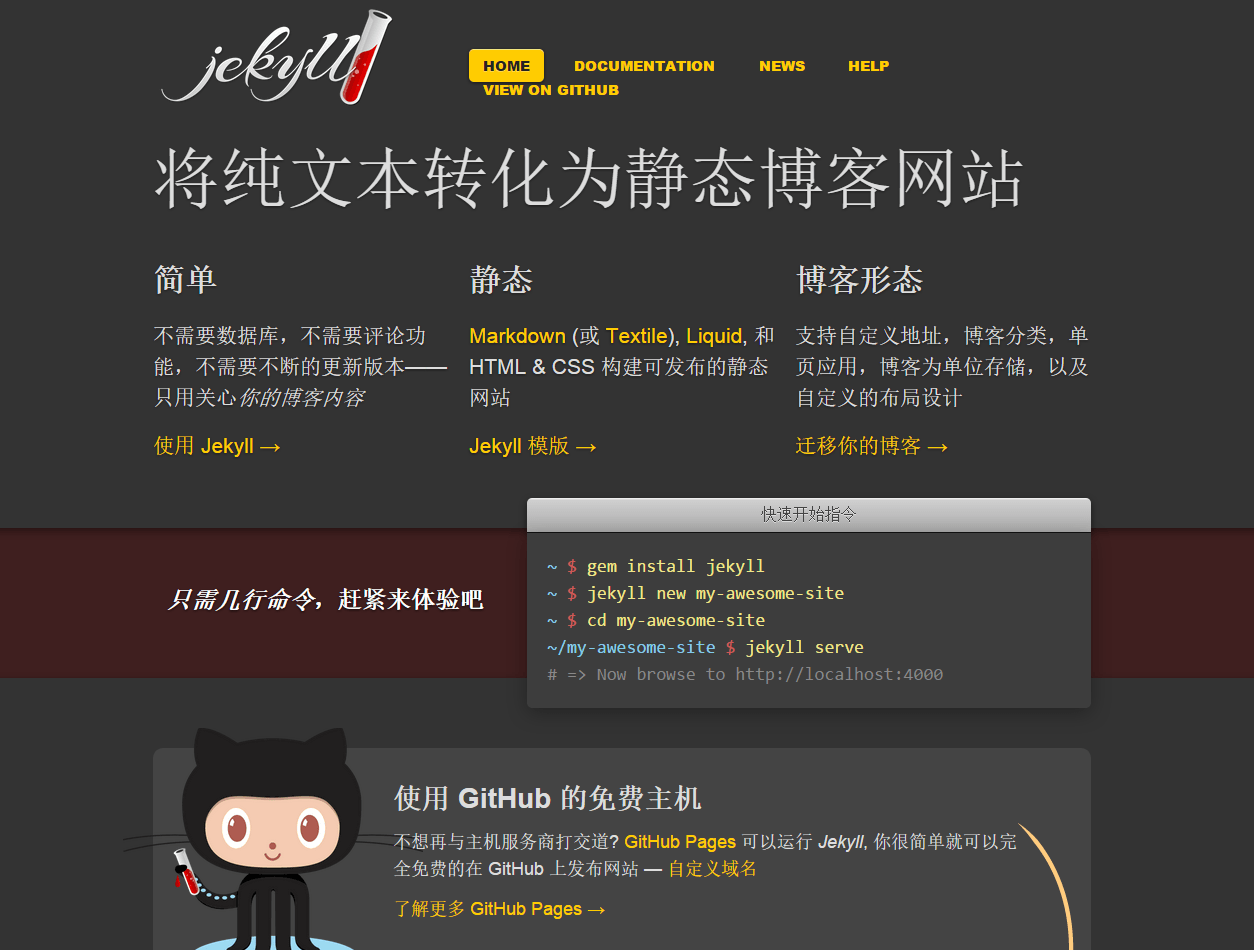 jekyll
HOME DOCUMENTATION NEWS HELP
VIEW ON GITHUB
将纯文本转化为静态博客网站
简单
不需要数据库，不需要评论功
能，不需要不断的更新版本——
只用关心你的博客内容
使用 Jekyll →
静态
Markdown (或 Textile), Liquid, 和
HTML & CSS 构建可发布的静态
网站
Jekyll 模版 →
博客形态
支持自定义地址，博客分类，单
页应用，博客为单位存储，以及
自定义的布局设计
迁移你的博客 →
只需几行命令，赶紧来体验吧
快速开始指令
~ $ gem install jekyll
~ $ jekyll new my-awesome-site
~ $ cd my-awesome-site
~/my-awesome-site $ jekyll serve
# => Now browse to http://localhost:4000
使用 GitHub 的免费主机
不想再与主机服务商打交道? GitHub Pages 可以运行 Jekyll, 你很简单就可以完
全免费的在 GitHub 上发布网站 — 自定义域名
了解更多 GitHub Pages →